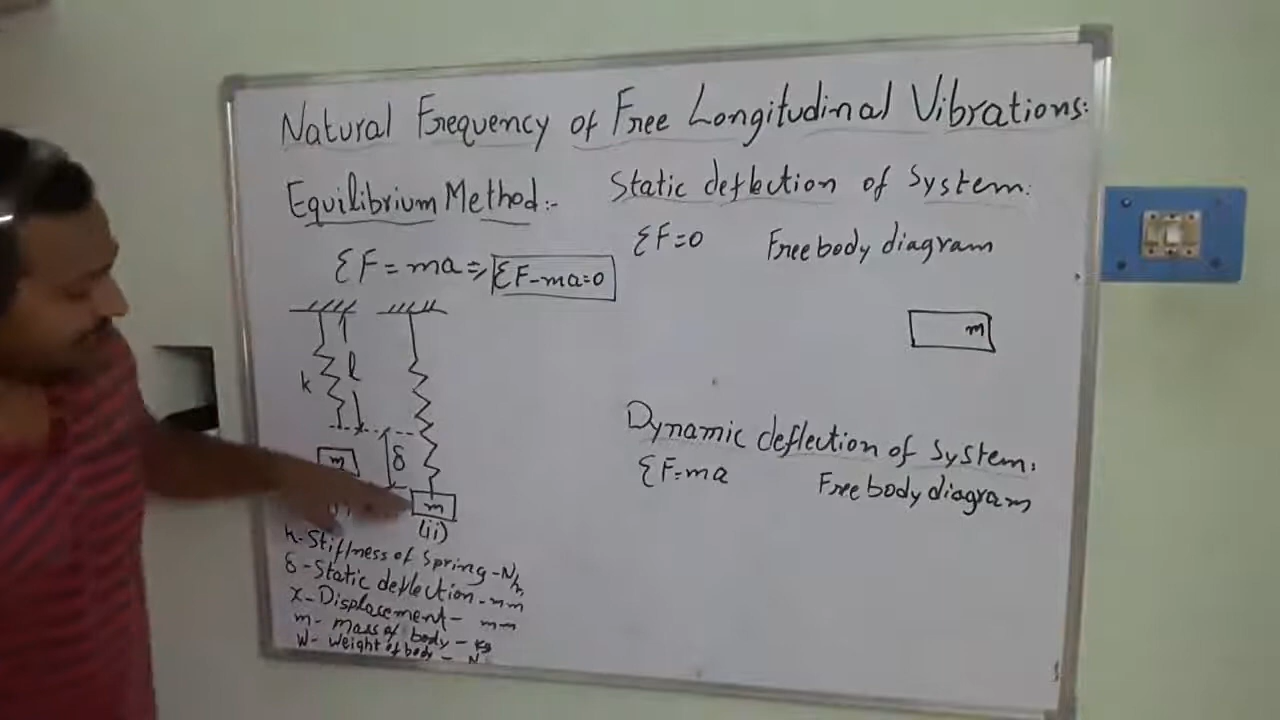 Natural Frequency of Free Longitudinal Vibrations:
Equilibrium Method:-
ΣF = ma ⇒ ΣF-ma=0
k
l
m
δ
m
(ii)
k-Stiffness of Spring-N/m
δ-Static deflection-mm
x-Displacement- mm
m- mass of body - kg
W- Weight of body - N
Static deflection of System:
ΣF=0 Free body diagram
m
Dynamic deflection of System:
ΣF=ma Free body diagram